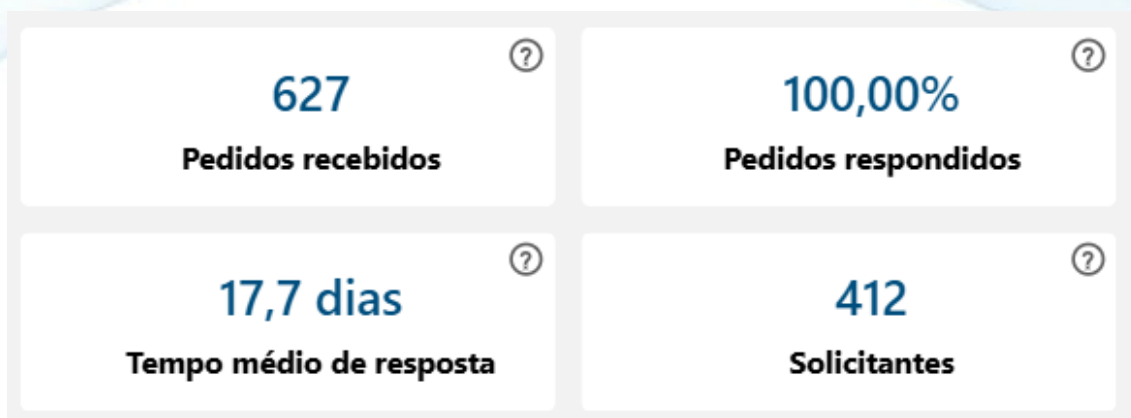 627
Pedidos recebidos
100,00%
Pedidos respondidos
17,7 dias
Tempo médio de resposta
412
Solicitantes